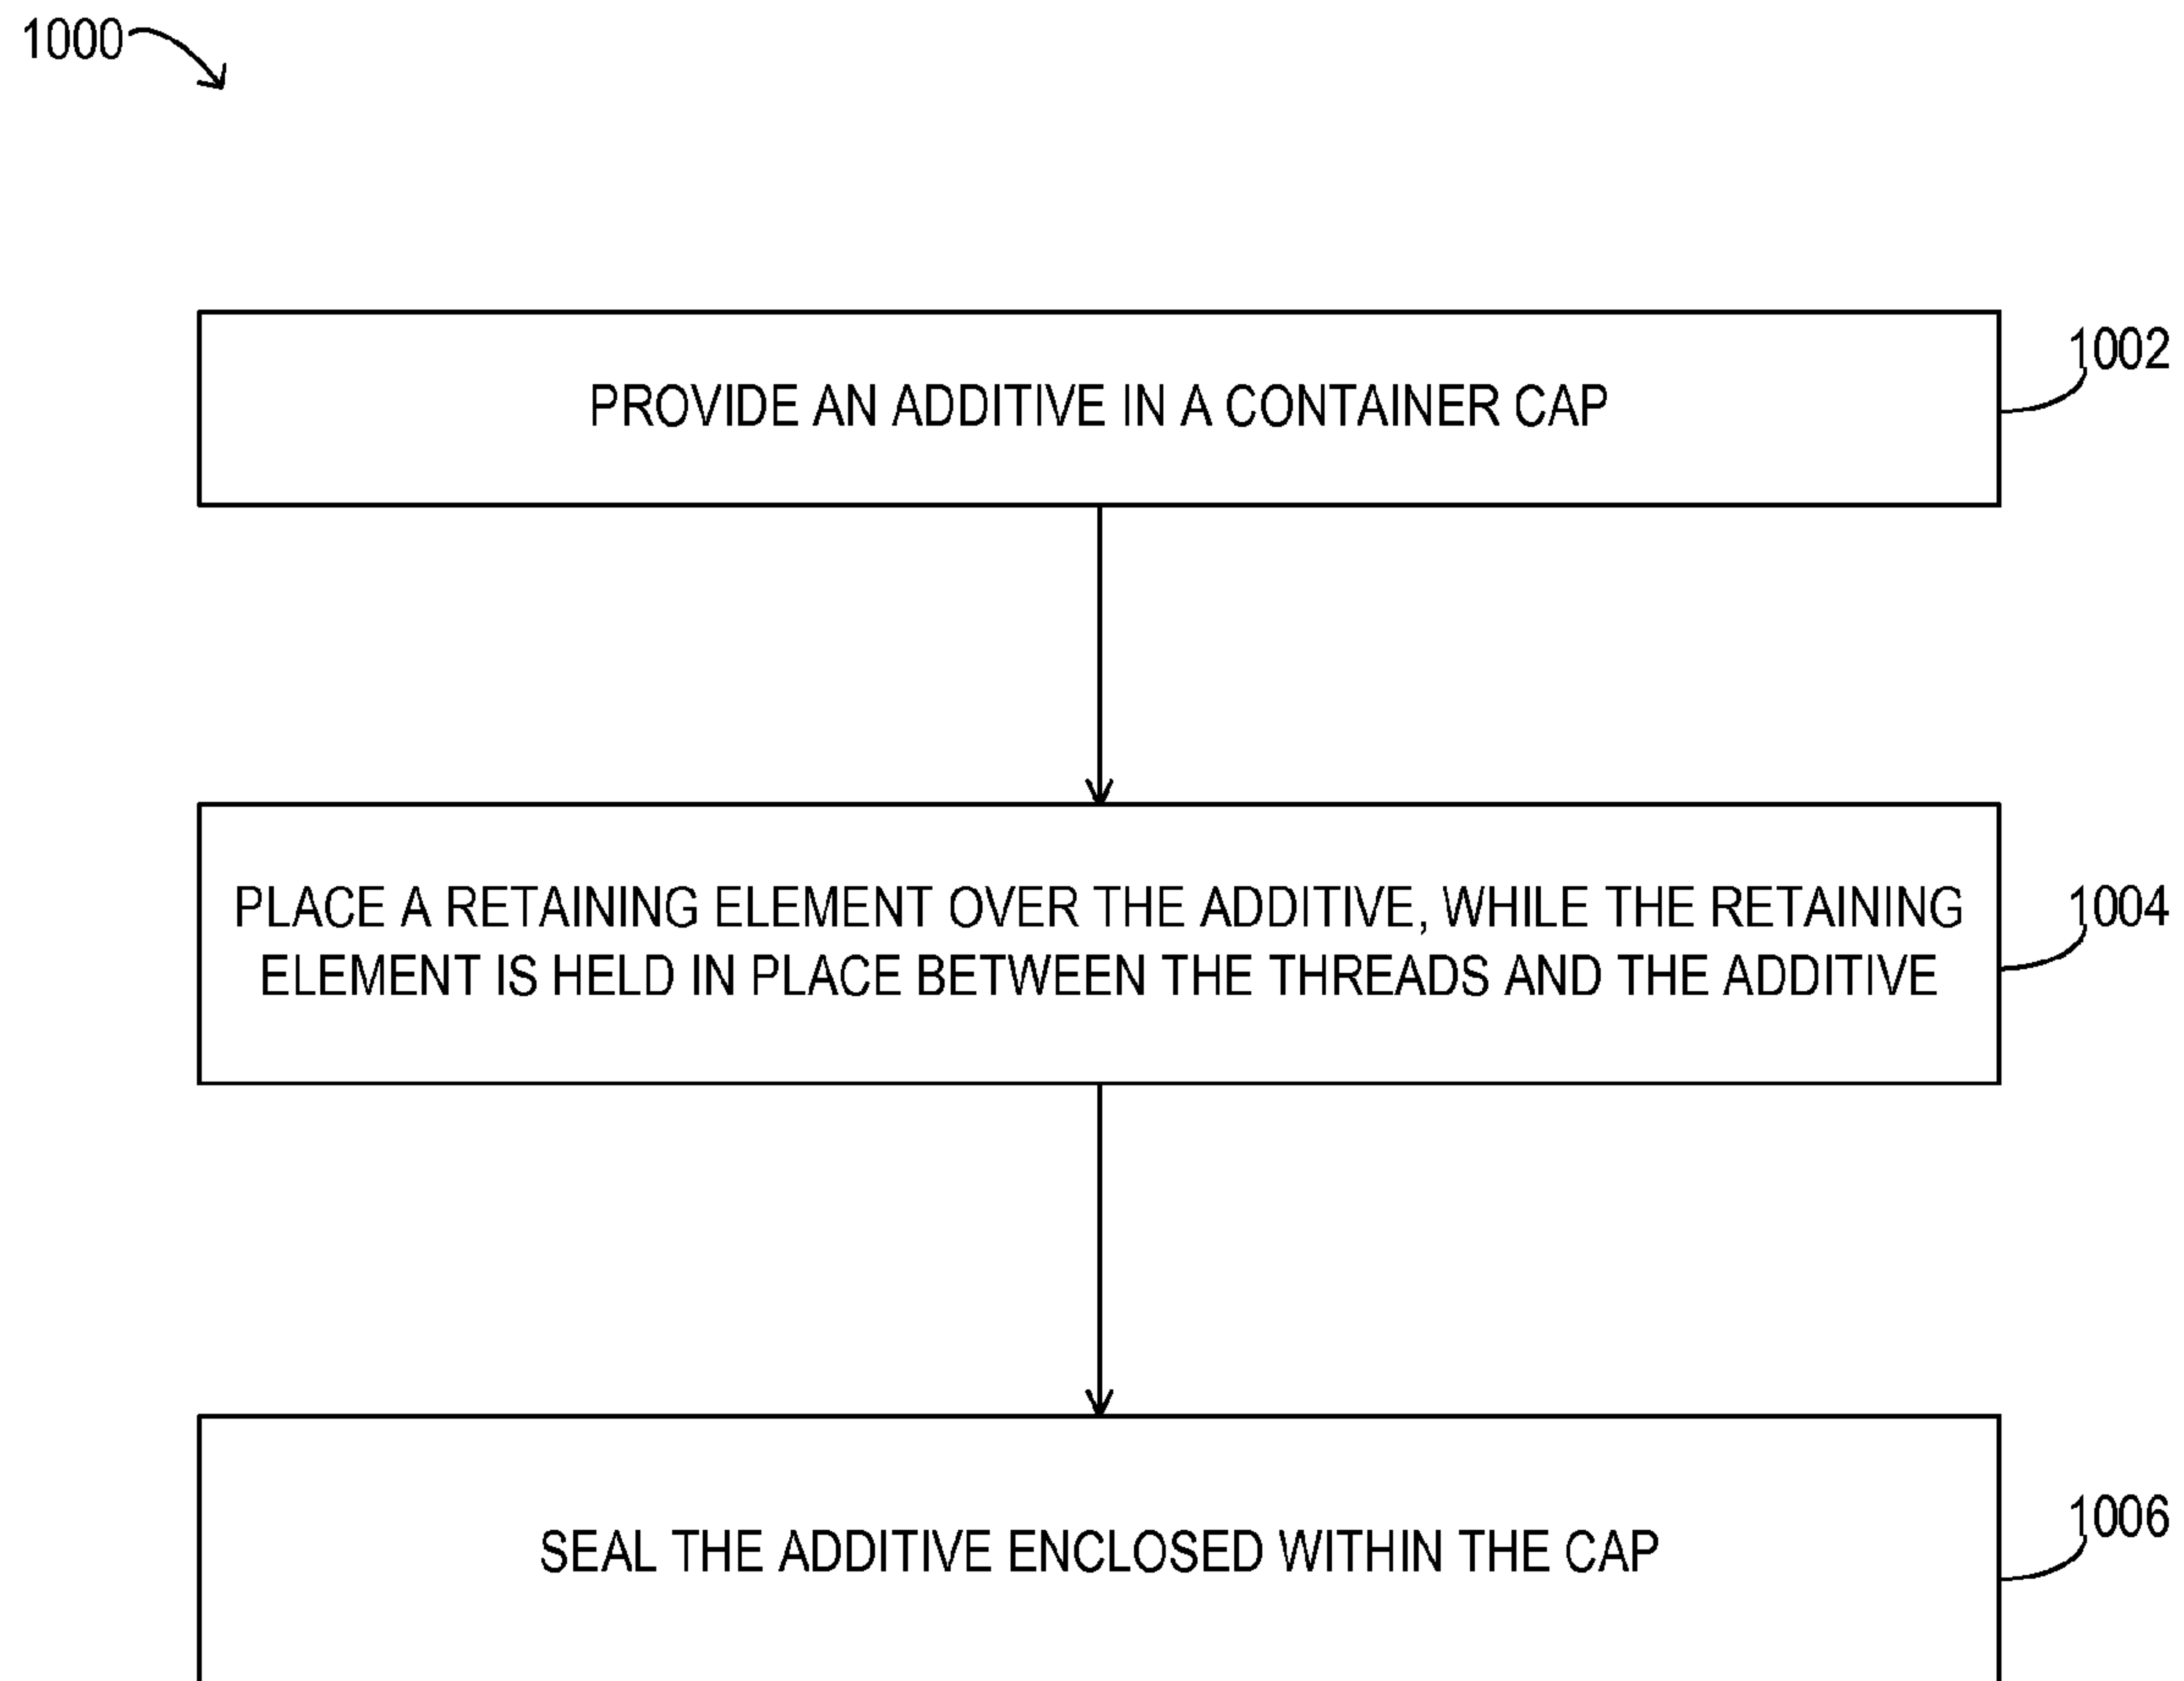 1000
PROVIDE AN ADDITIVE IN A CONTAINER CAP
1002
PLACE A RETAINING ELEMENT OVER THE ADDITIVE, WHILE THE RETAINING
ELEMENT IS HELD IN PLACE BETWEEN THE THREADS AND THE ADDITIVE
1004
SEAL THE ADDITIVE ENCLOSED WITHIN THE CAP
1006